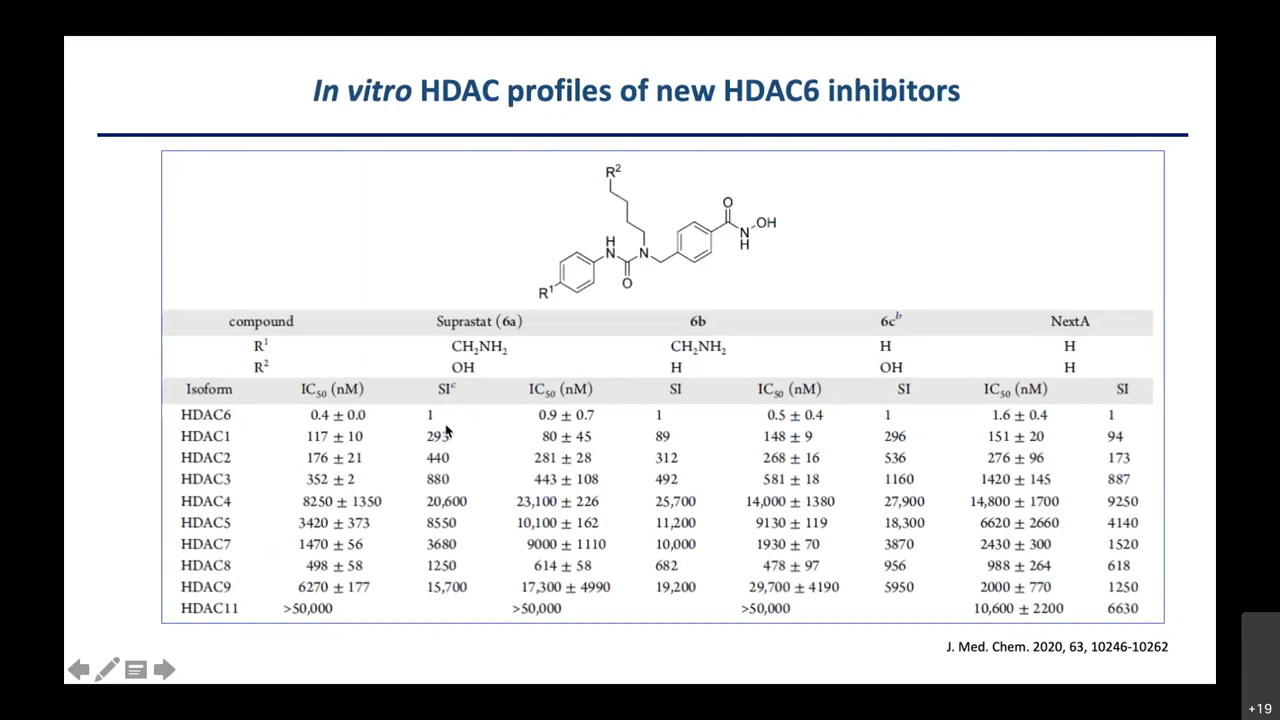 In vitro HDAC profiles of new HDAC6 inhibitors
R²
O
OH
N
H
H
N
N
O
R¹
compound Suprastat (6a) 6b 6cᵇ NextA
R¹ CH₂NH₂ CH₂NH₂ H H
R² OH H OH H
Isoform IC₅₀ (nM) SIᶜ IC₅₀ (nM) SI IC₅₀ (nM) SI IC₅₀ (nM) SI
HDAC6 0.4 ± 0.0 1 0.9 ± 0.7 1 0.5 ± 0.4 1 1.6 ± 0.4 1
HDAC1 117 ± 10 293 80 ± 45 89 148 ± 9 296 151 ± 20 94
HDAC2 176 ± 21 440 281 ± 28 312 268 ± 16 536 276 ± 96 173
HDAC3 352 ± 2 880 443 ± 108 492 581 ± 18 1160 1420 ± 145 887
HDAC4 8250 ± 1350 20,600 23,100 ± 226 25,700 14,000 ± 1380 27,900 14,800 ± 1700 9250
HDAC5 3420 ± 373 8550 10,100 ± 162 11,200 9130 ± 119 18,300 6620 ± 2660 4140
HDAC7 1470 ± 56 3680 9000 ± 1110 10,000 1930 ± 70 3870 2430 ± 300 1520
HDAC8 498 ± 58 1250 614 ± 58 682 478 ± 97 956 988 ± 264 618
HDAC9 6270 ± 177 15,700 17,300 ± 4990 19,200 29,700 ± 4190 5950 2000 ± 770 1250
HDAC11 >50,000 >50,000 >50,000 10,600 ± 2200 6630
J. Med. Chem. 2020, 63, 10246-10262
+19